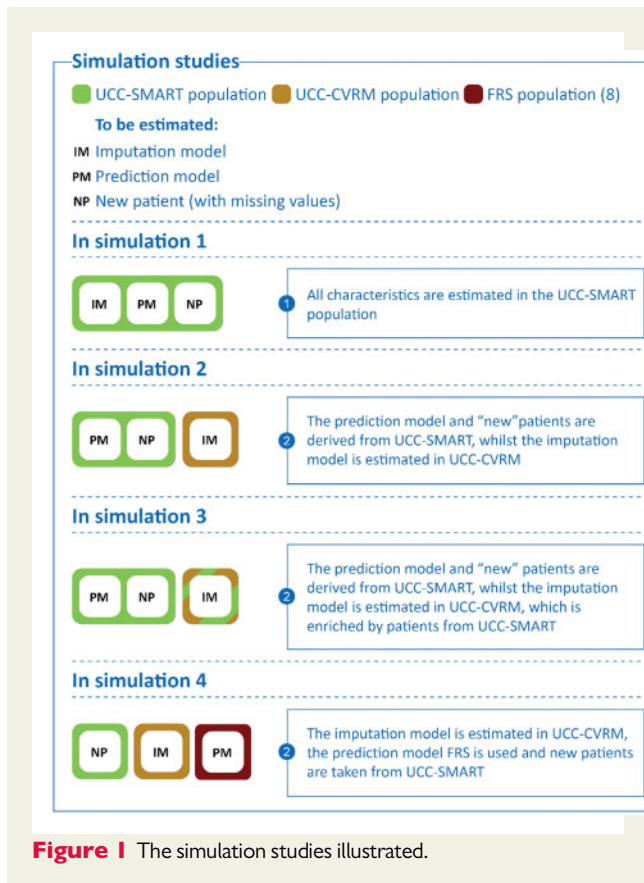 Simulation studies
UCC-SMART population UCC-CVRM population FRS population (8)
To be estimated:
IM Imputation model
PM Prediction model
NP New patient (with missing values)
In simulation 1
IM PM NP
1 All characteristics are estimated in the UCC-SMART
population
In simulation 2
PM NP IM
2 The prediction model and “new”patients are
derived from UCC-SMART, whilst the imputation
model is estimated in UCC-CVRM
In simulation 3
PM NP IM
2 The prediction model and “new” patients are
derived from UCC-SMART, whilst the imputation
model is estimated in UCC-CVRM, which is
enriched by patients from UCC-SMART
In simulation 4
NP IM PM
2 The imputation model is estimated in UCC-CVRM,
the prediction model FRS is used and new patients
are taken from UCC-SMART
Figure 1 The simulation studies illustrated.